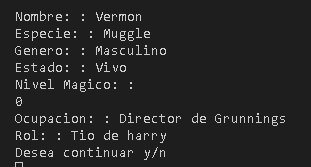 Nombre: : Vermon
Especie: : Muggle
Genero: : Masculino
Estado: : Vivo
Nivel Magico: :
0
Ocupacion: : Director de Grunnings
Rol: : Tio de harry
Desea continuar y/n